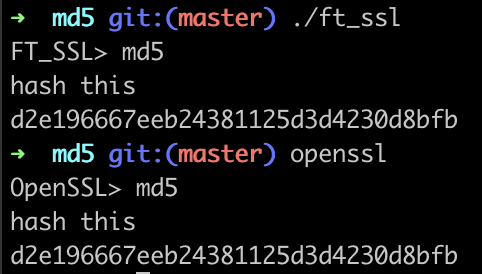 ➜  md5 git:(master) ./ft_ssl
FT_SSL> md5
hash this
d2e196667eeb24381125d3d4230d8bfb
➜  md5 git:(master) openssl
OpenSSL> md5
hash this
d2e196667eeb24381125d3d4230d8bfb